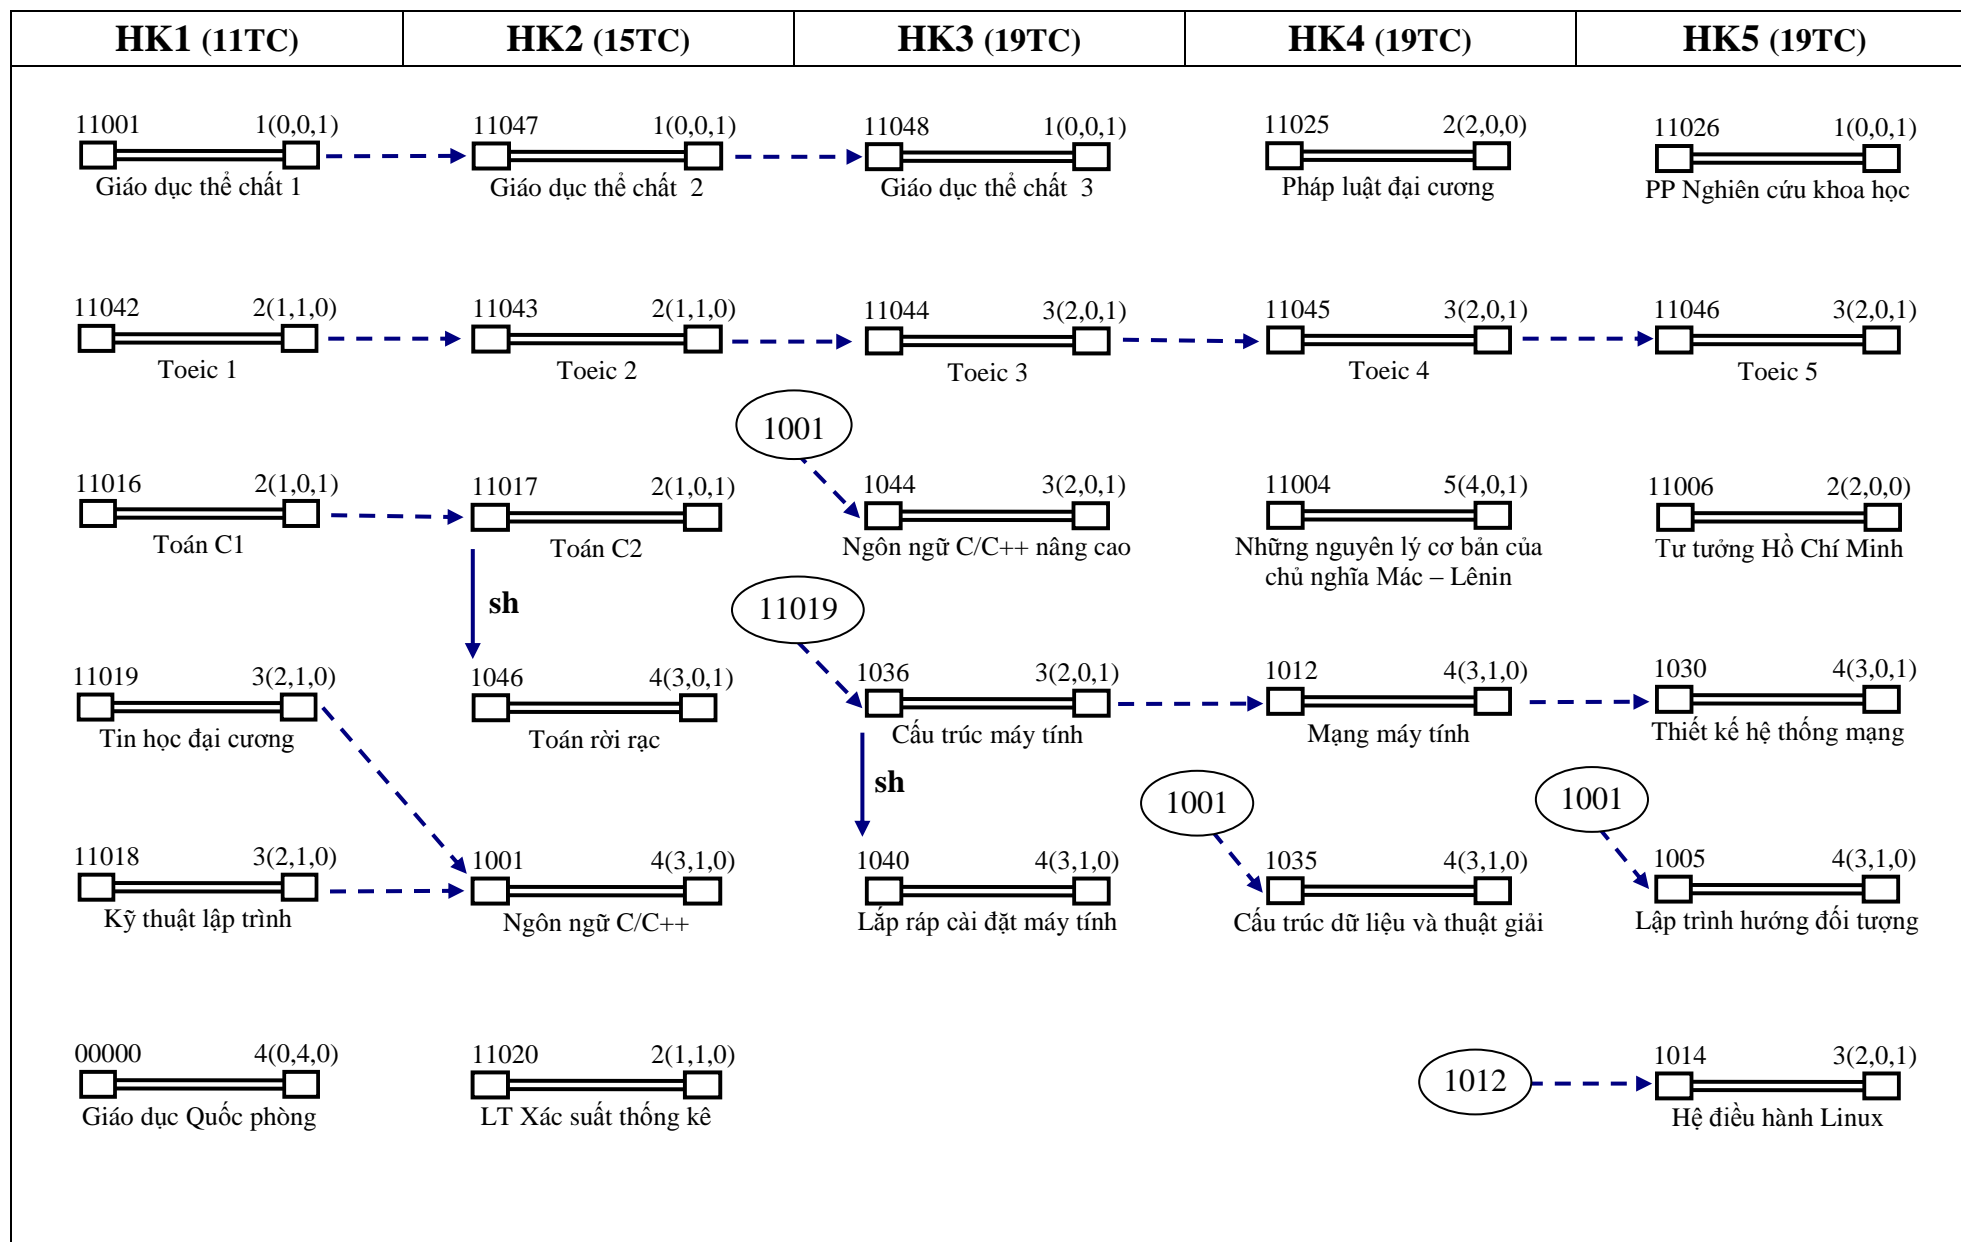 HK1 (11TC) HK2 (15TC) HK3 (19TC) HK4 (19TC) HK5 (19TC)
11001 1(0,0,1) 11047 1(0,0,1) 11048 1(0,0,1) 11025 2(2,0,0) 11026 1(0,0,1)
Giáo dục thể chất 1 Giáo dục thể chất 2 Giáo dục thể chất 3 Pháp luật đại cương PP Nghiên cứu khoa học
11042 2(1,1,0) 11043 2(1,1,0) 11044 3(2,0,1) 11045 3(2,0,1) 11046 3(2,0,1)
Toeic 1 Toeic 2 Toeic 3 Toeic 4 Toeic 5
1001
11016 2(1,0,1) 11017 2(1,0,1) 1044 3(2,0,1) 11004 5(4,0,1) 11006 2(2,0,0)
Toán C1 Toán C2 Ngôn ngữ C/C++ nâng cao Những nguyên lý cơ bản của Tư tưởng Hồ Chí Minh
chủ nghĩa Mác – Lênin
sh 11019
11019 3(2,1,0) 1046 4(3,0,1) 1036 3(2,0,1) 1012 4(3,1,0) 1030 4(3,0,1)
Tin học đại cương Toán rời rạc Cấu trúc máy tính Mạng máy tính Thiết kế hệ thống mạng
sh 1001 1001
11018 3(2,1,0) 1001 4(3,1,0) 1040 4(3,1,0) 1035 4(3,1,0) 1005 4(3,1,0)
Kỹ thuật lập trình Ngôn ngữ C/C++ Lắp ráp cài đặt máy tính Cấu trúc dữ liệu và thuật giải Lập trình hướng đối tượng
00000 4(0,4,0) 11020 2(1,1,0) 1012 1014 3(2,0,1)
Giáo dục Quốc phòng LT Xác suất thống kê Hệ điều hành Linux